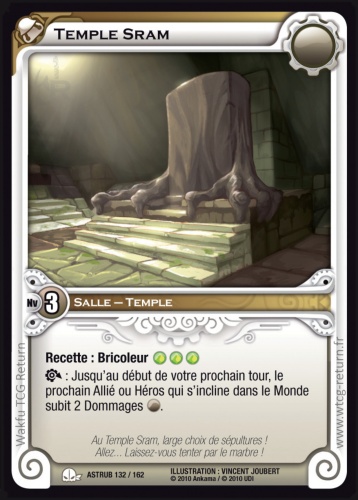 TEMPLE SRAM
Nv 3 SALLE – TEMPLE
Recette : Bricoleur
: Jusqu'au début de votre prochain tour, le
prochain Allié ou Héros qui s'incline dans le Monde
subit 2 Dommages .
Au Temple Sram, large choix de sépultures !
Allez... Laissez-vous tenter par le marbre !
ASTRUB 132 / 162
ILLUSTRATION : VINCENT JOUBERT
© 2010 Ankama / © 2010 UDI
Wakfu TCG Return
www.wtcg-return.fr